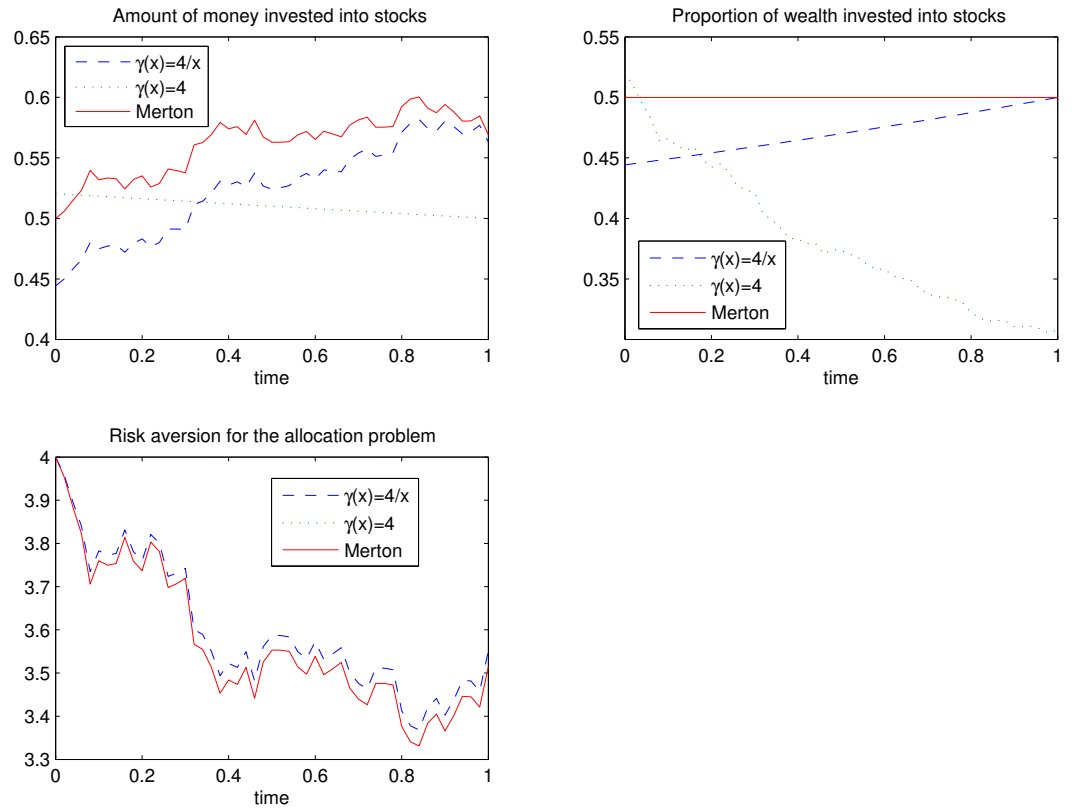 Amount of money invested into stocks
0.65
0.6
0.55
0.5
0.45
0.4
γ(x)=4/x
γ(x)=4
Merton
0 0.2 0.4 0.6 0.8 1
time
Proportion of wealth invested into stocks
0.55
0.5
0.45
0.4
0.35
γ(x)=4/x
γ(x)=4
Merton
0 0.2 0.4 0.6 0.8 1
time
Risk aversion for the allocation problem
4
3.9
3.8
3.7
3.6
3.5
3.4
3.3
γ(x)=4/x
γ(x)=4
Merton
0 0.2 0.4 0.6 0.8 1
time